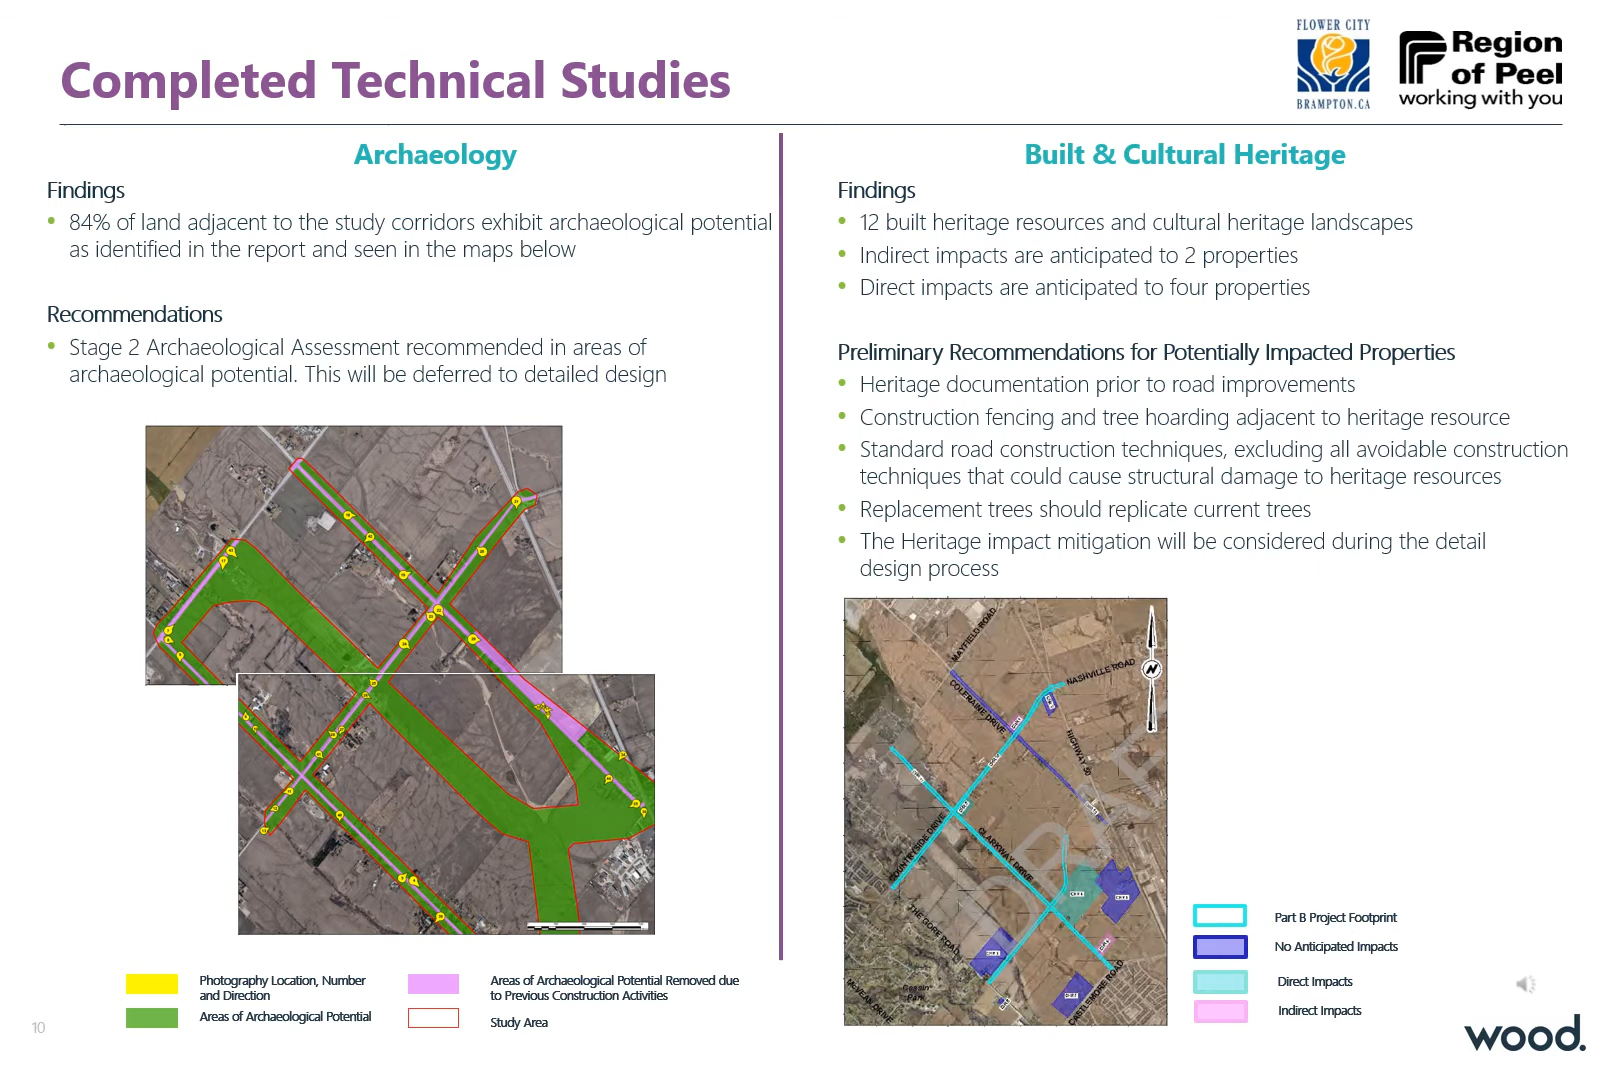 Completed Technical Studies
FLOWER CITY
BRAMPTON.CA
Region
of Peel
working with you
Archaeology
Findings
• 84% of land adjacent to the study corridors exhibit archaeological potential
as identified in the report and seen in the maps below
Recommendations
• Stage 2 Archaeological Assessment recommended in areas of
archaeological potential. This will be deferred to detailed design
Photography Location, Number
and Direction
Areas of Archaeological Potential
Areas of Archaeological Potential Removed due
to Previous Construction Activities
Study Area
Built & Cultural Heritage
Findings
• 12 built heritage resources and cultural heritage landscapes
• Indirect impacts are anticipated to 2 properties
• Direct impacts are anticipated to four properties
Preliminary Recommendations for Potentially Impacted Properties
• Heritage documentation prior to road improvements
• Construction fencing and tree hoarding adjacent to heritage resource
• Standard road construction techniques, excluding all avoidable construction
techniques that could cause structural damage to heritage resources
• Replacement trees should replicate current trees
• The Heritage impact mitigation will be considered during the detail
design process
MAYFIELD ROAD
NASHVILLE ROAD
COLERAINE DRIVE
HIGHWAY 50
COUNTRYSIDE DRIVE
CLARKWAY DRIVE
THE GORE ROAD
CASTLEMORE ROAD
McVEAN DRIVE
Park
DRAFT
N
Part B Project Footprint
No Anticipated Impacts
Direct Impacts
Indirect Impacts
10
wood.